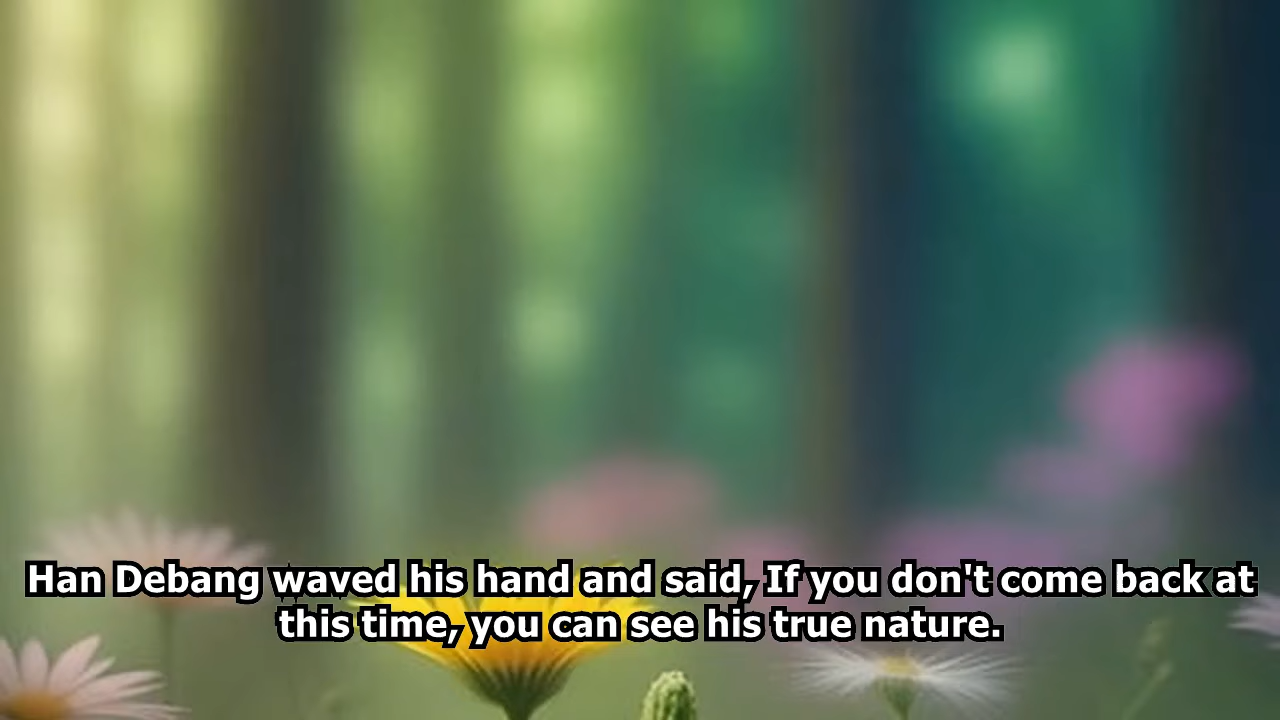 Han Debang waved his hand and said, If you don't come back at
this time, you can see his true nature.